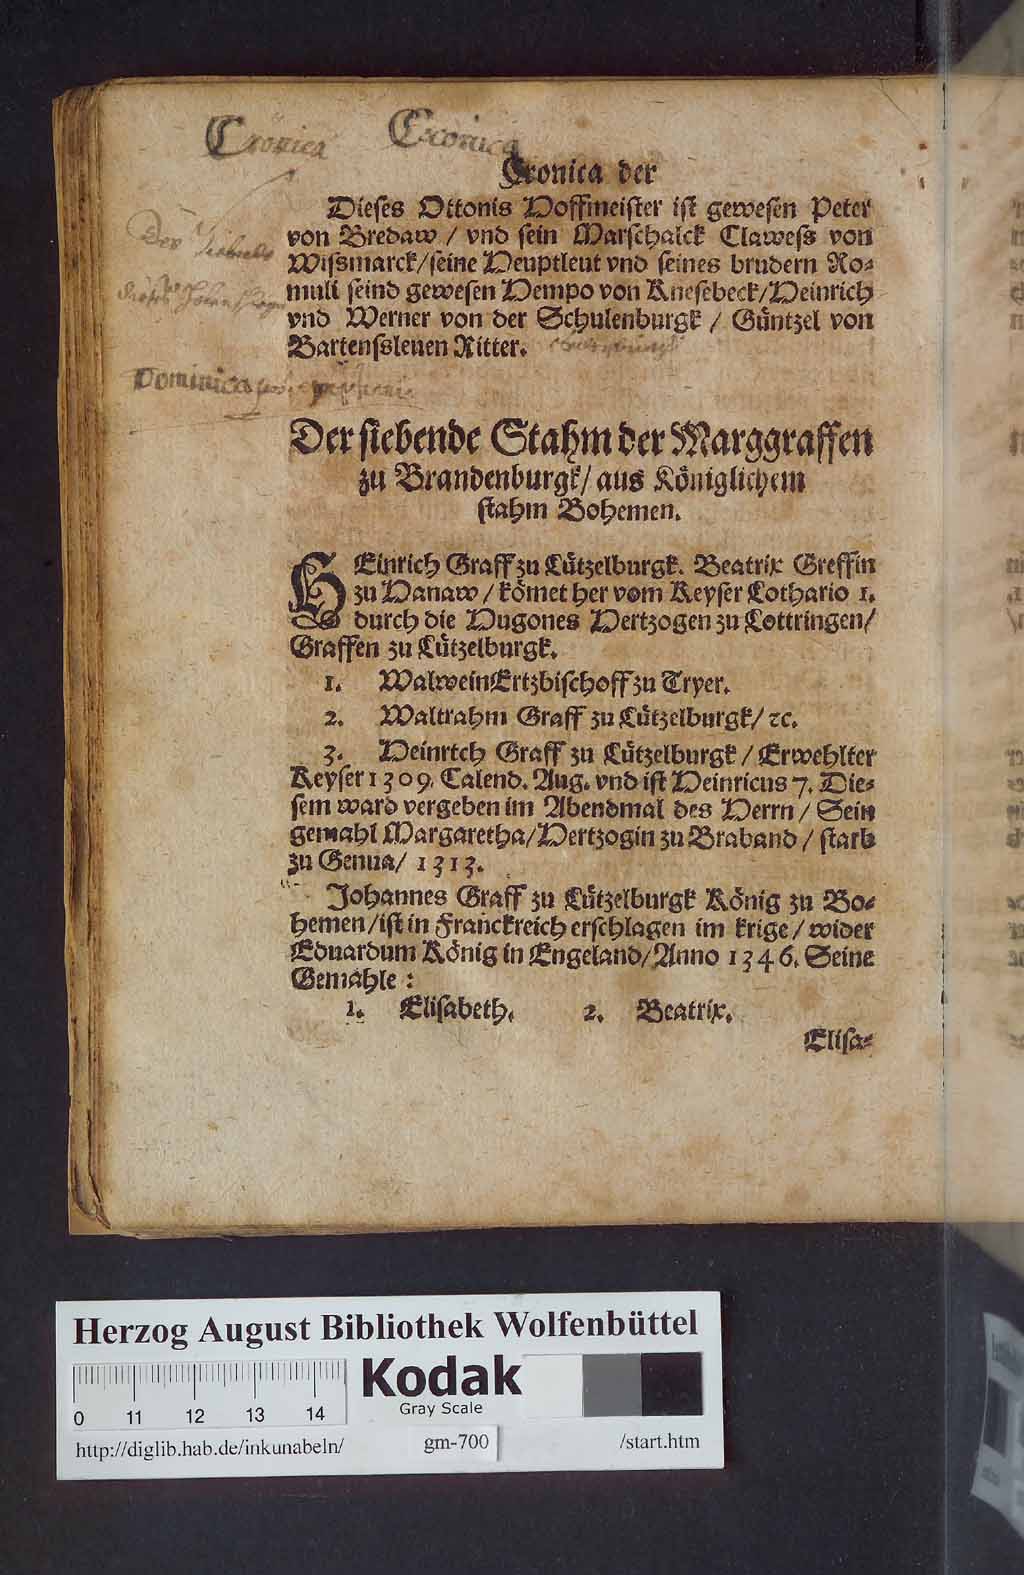 Cronica Cronica
Cronica der
Dieses Ottonis Hoffmeister ist gewesen Peter
von Bredaw / vnd sein Marschalck Clawess von
Wissmarck/seine Heuptleut vnd seines brudern Ro⸗
muli seind gewesen Hempo von Knesebeck/Heinrich
vnd Werner von der Schulenburgk / Güntzel von
Bartenssleuen Ritter.
Dominica
Der siebende Stahm der Marggraffen
zu Brandenburgk/ aus Königlichem
stahm Bohemen.
HEinrich Graff zu Lützelburgk. Beatrix Greffin
zu Hanaw / kömet her vom Keyser Lothario 1.
durch die Hugones Hertzogen zu Lottringen/
Graffen zu Lützelburgk.
1. Walwein Ertzbischoff zu Tryer.
2. Waltrahm Graff zu Lützelburgk/ ꝛc.
3. Heinrtch Graff zu Lützelburgk / Erwehlter
Keyser 1309. Calend. Aug. vnd ist Heinricus 7. Die⸗
sem ward vergeben im Abendmal des Herrn / Sein
gemahl Margaretha/Hertzogin zu Braband / starb
zu Genua/ 1313.
Johannes Graff zu Lützelburgk König zu Bo⸗
hemen/ist in Franckreich erschlagen im krige/ wider
Eduardum König in Engeland/Anno 1346. Seine
Gemahle :
1. Elisabeth. 2. Beatrix.
Elisa⸗
Herzog August Bibliothek Wolfenbüttel
Kodak
Gray Scale
0 11 12 13 14
http://diglib.hab.de/inkunabeln/ gm-700 /start.htm